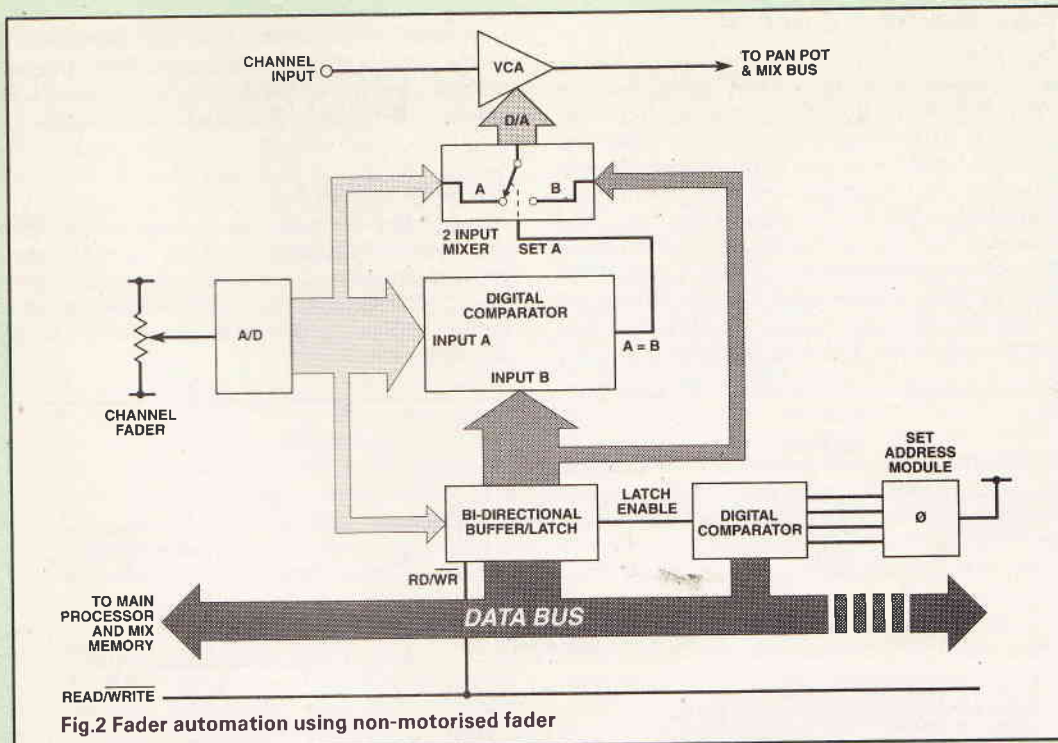 CHANNEL
INPUT
VCA
TO PAN POT
& MIX BUS
D/A
A
B
2 INPUT
MIXER
SET A
DIGITAL
COMPARATOR
INPUT A
A = B
INPUT B
A/D
CHANNEL
FADER
SET
ADDRESS
MODULE
BI-DIRECTIONAL
BUFFER/LATCH
LATCH
ENABLE
DIGITAL
COMPARATOR
Ø
RD/WR
TO MAIN
PROCESSOR
AND MIX
MEMORY
DATA BUS
READ/WRITE
Fig.2 Fader automation using non-motorised fader